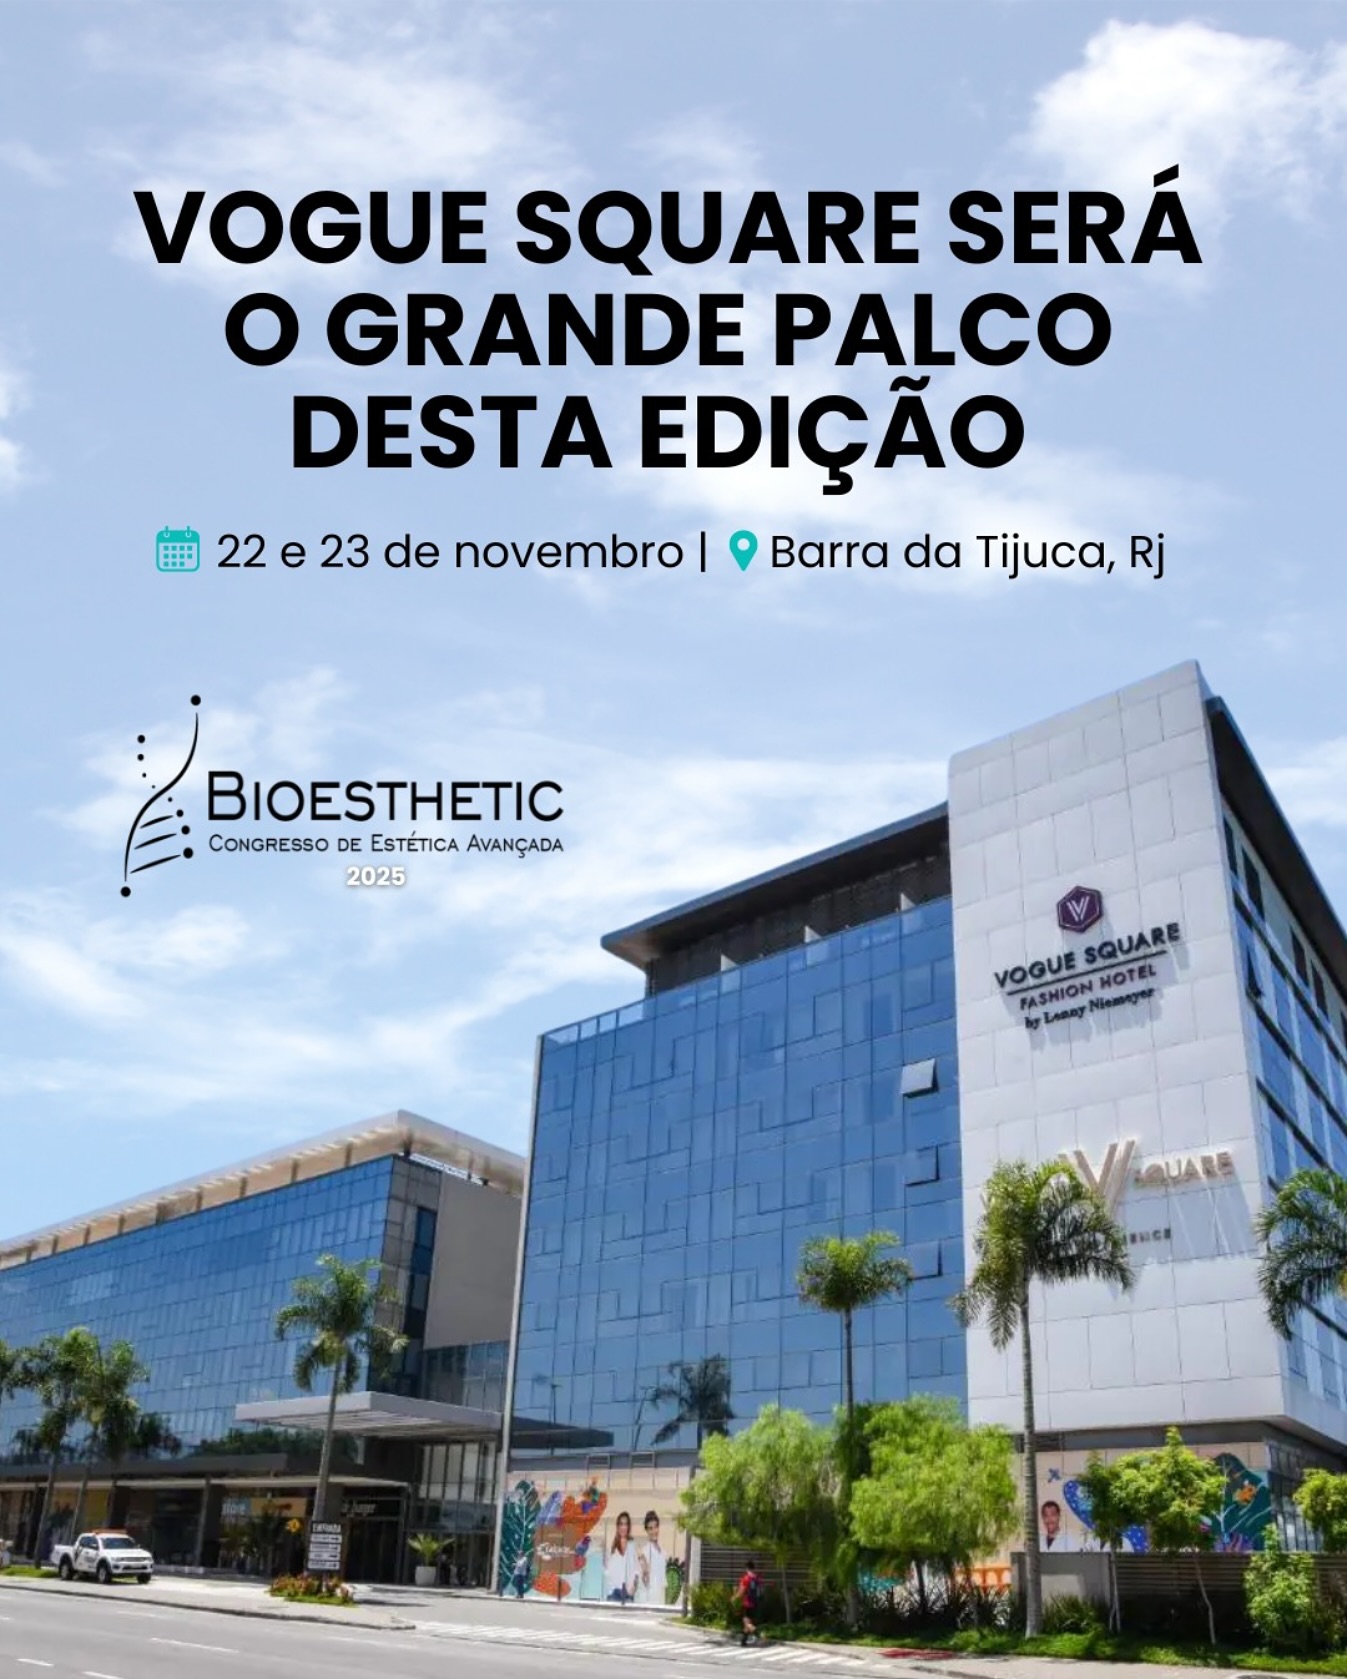 VOGUE SQUARE SERÁ
O GRANDE PALCO
DESTA EDIÇÃO
22 e 23 de novembro | Barra da Tijuca, Rj
BIOESTHETIC
CONGRESSO DE ESTÉTICA AVANÇADA
2025
VOGUE SQUARE
FASHION HOTEL
by Lenny Niemeyer
SQUARE
ENTRADA